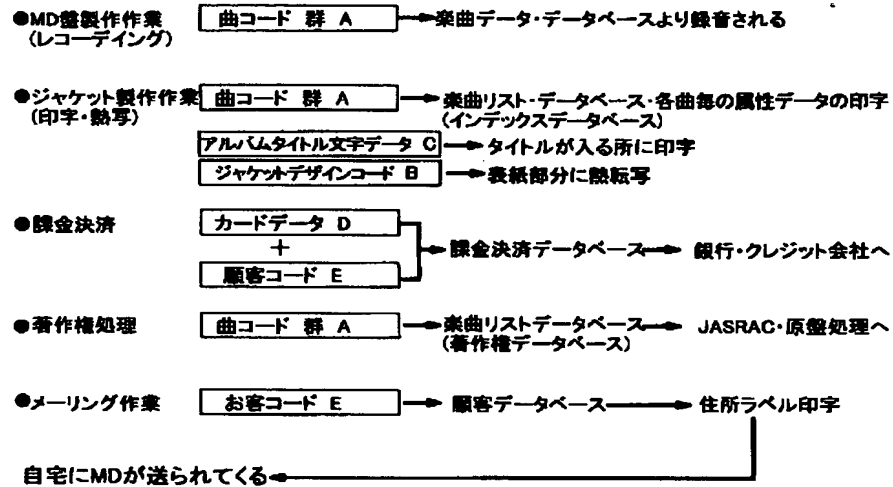 ●MD盤製作作業 曲コード 群 A 楽曲データ・データベースより録音される
(レコーデイング)
●ジャケット製作作業 曲コード 群 A 楽曲リスト・データベース・各曲毎の属性データの印字
(印字・熱写) (インデックスデータベース)
アルバムタイトル文字データ C タイトルが入る所に印字
ジャケットデザインコード B 表紙部分に熱転写
●課金決済 カードデータ D
+ 課金決済データベース 銀行・クレジット会社へ
顧客コード E
●著作権処理 曲コード 群 A 楽曲リストデータベース JASRAC・原盤処理へ
(著作権データベース)
●メーリング作業 お客コード E 顧客データベース 住所ラベル印字
自宅にMDが送られてくる